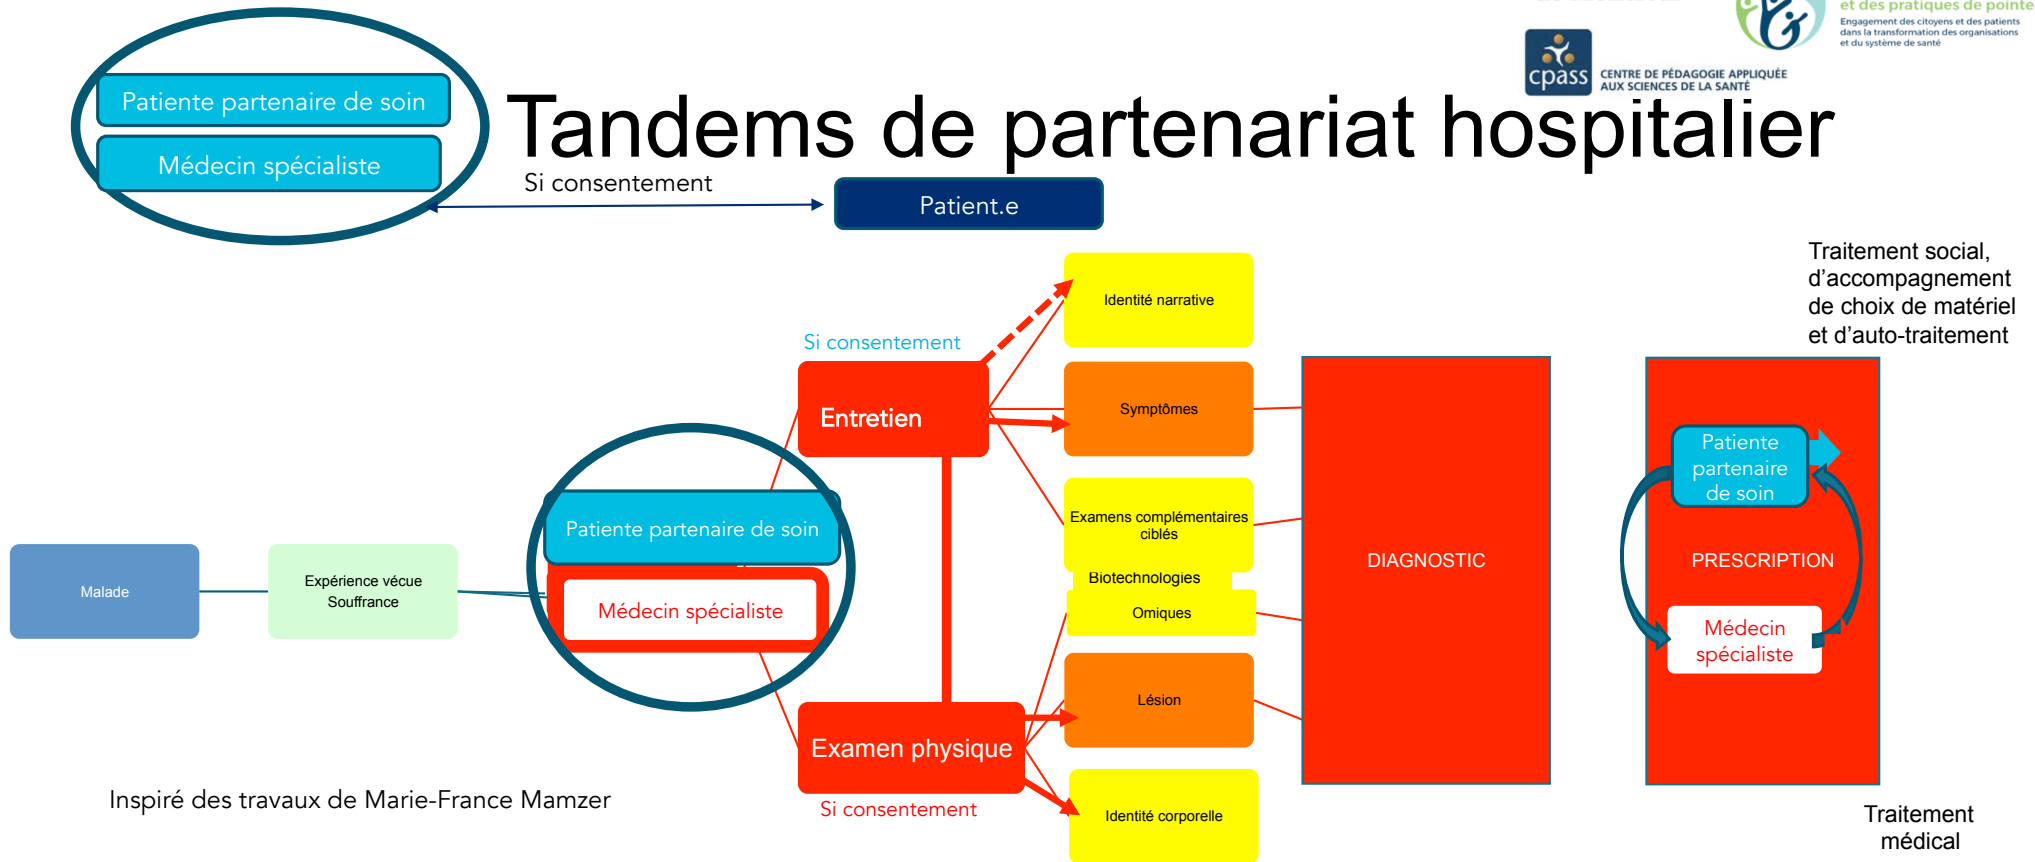 et des pratiques de pointe
Engagement des citoyens et des patients
dans la transformation des organisations
et du système de santé
cpass
CENTRE DE PÉDAGOGIE APPLIQUÉE
AUX SCIENCES DE LA SANTÉ
Patiente partenaire de soin
Médecin spécialiste
Tandems de partenariat hospitalier
Si consentement
Patient.e
Traitement social,
d’accompagnement
de choix de matériel
et d’auto-traitement
Identité narrative
Si consentement
Entretien
Symptômes
Patiente partenaire de soin
Examens complémentaires
ciblés
Biotechnologies
Omiques
Malade
Expérience vécue
Souffrance
Médecin spécialiste
DIAGNOSTIC
Patiente
partenaire
de soin
PRESCRIPTION
Médecin
spécialiste
Lésion
Examen physique
Si consentement
Identité corporelle
Inspiré des travaux de Marie-France Mamzer
Traitement
médical